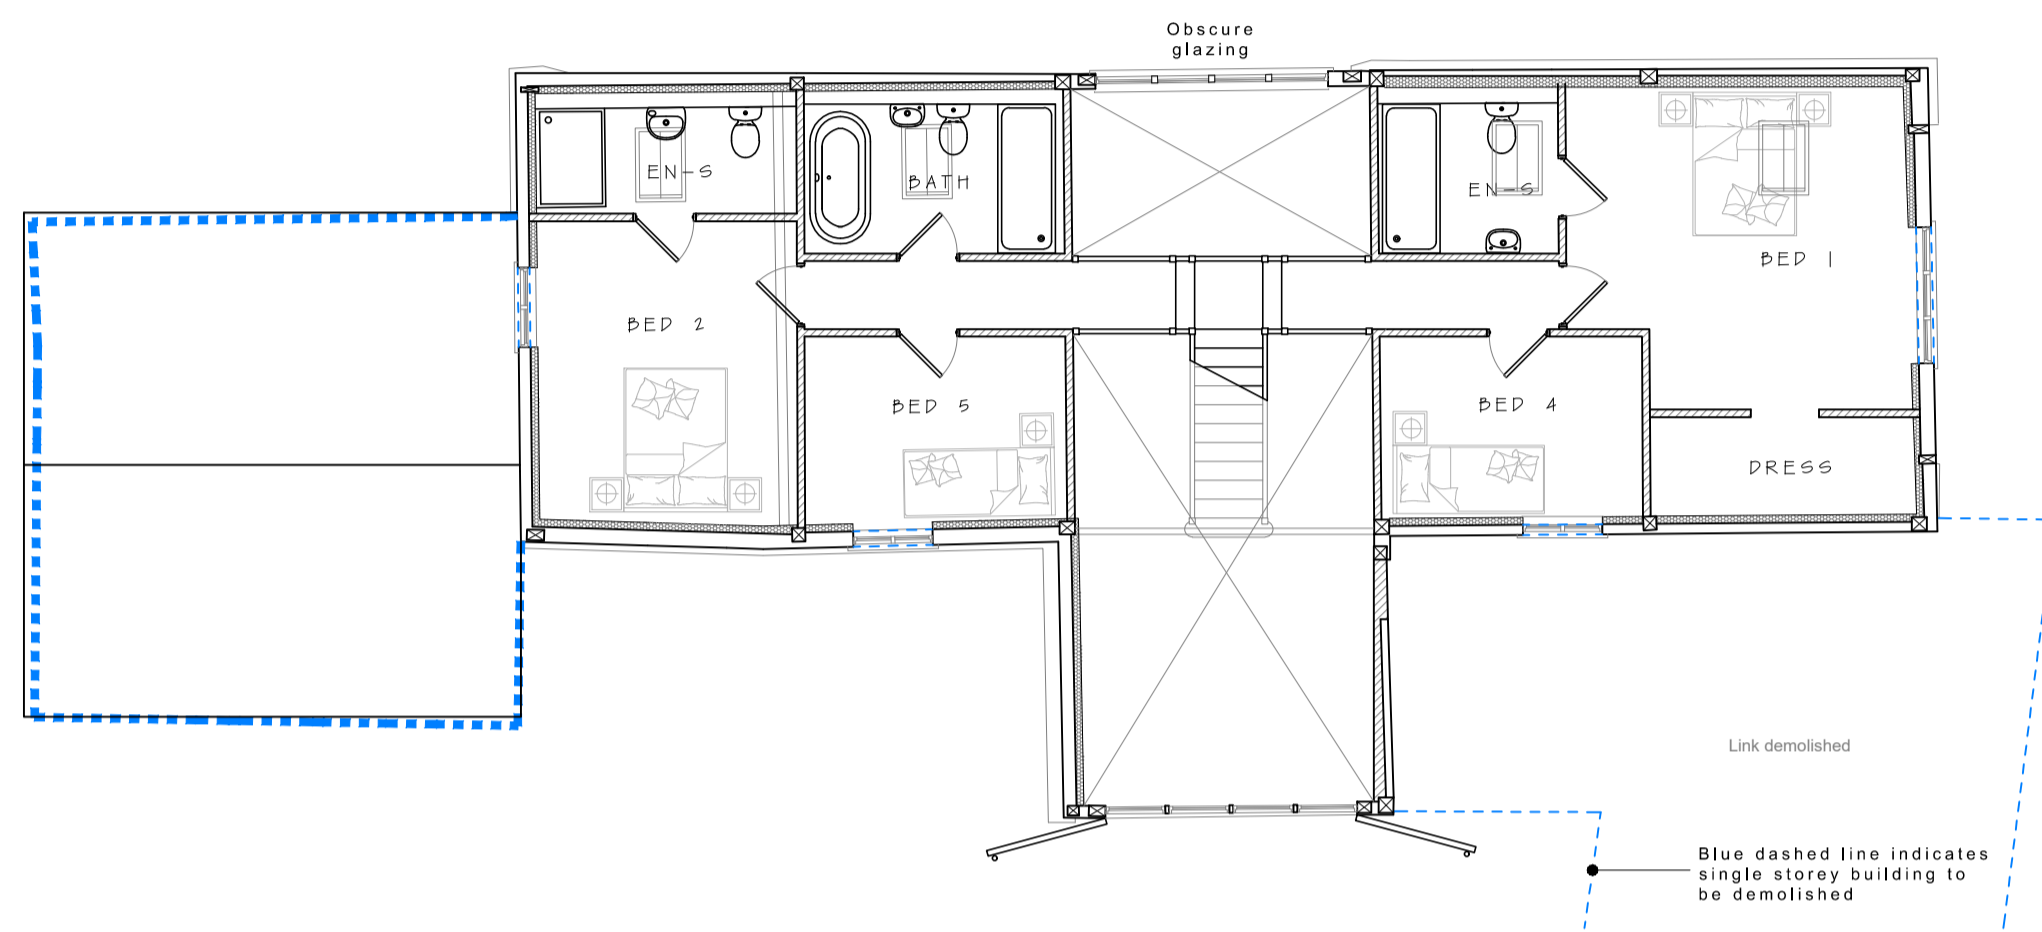 Obscure
glazing
EN-S
BATH
EN-S
BED 1
BED 2
BED 5
BED 4
DRESS
Link demolished
Blue dashed line indicates
single storey building to
be demolished